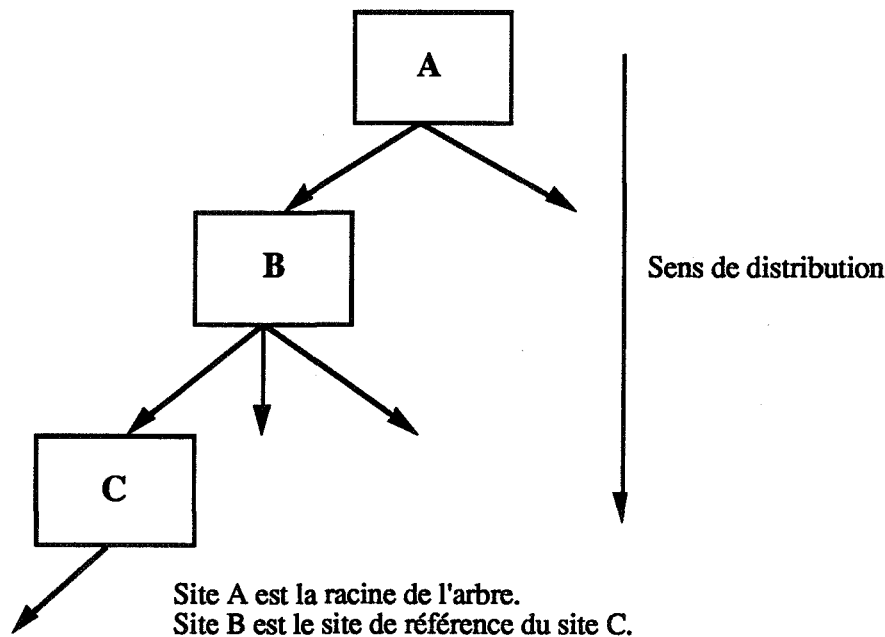 A
B
Sens de distribution
C
Site A est la racine de l'arbre.
Site B est le site de référence du site C.